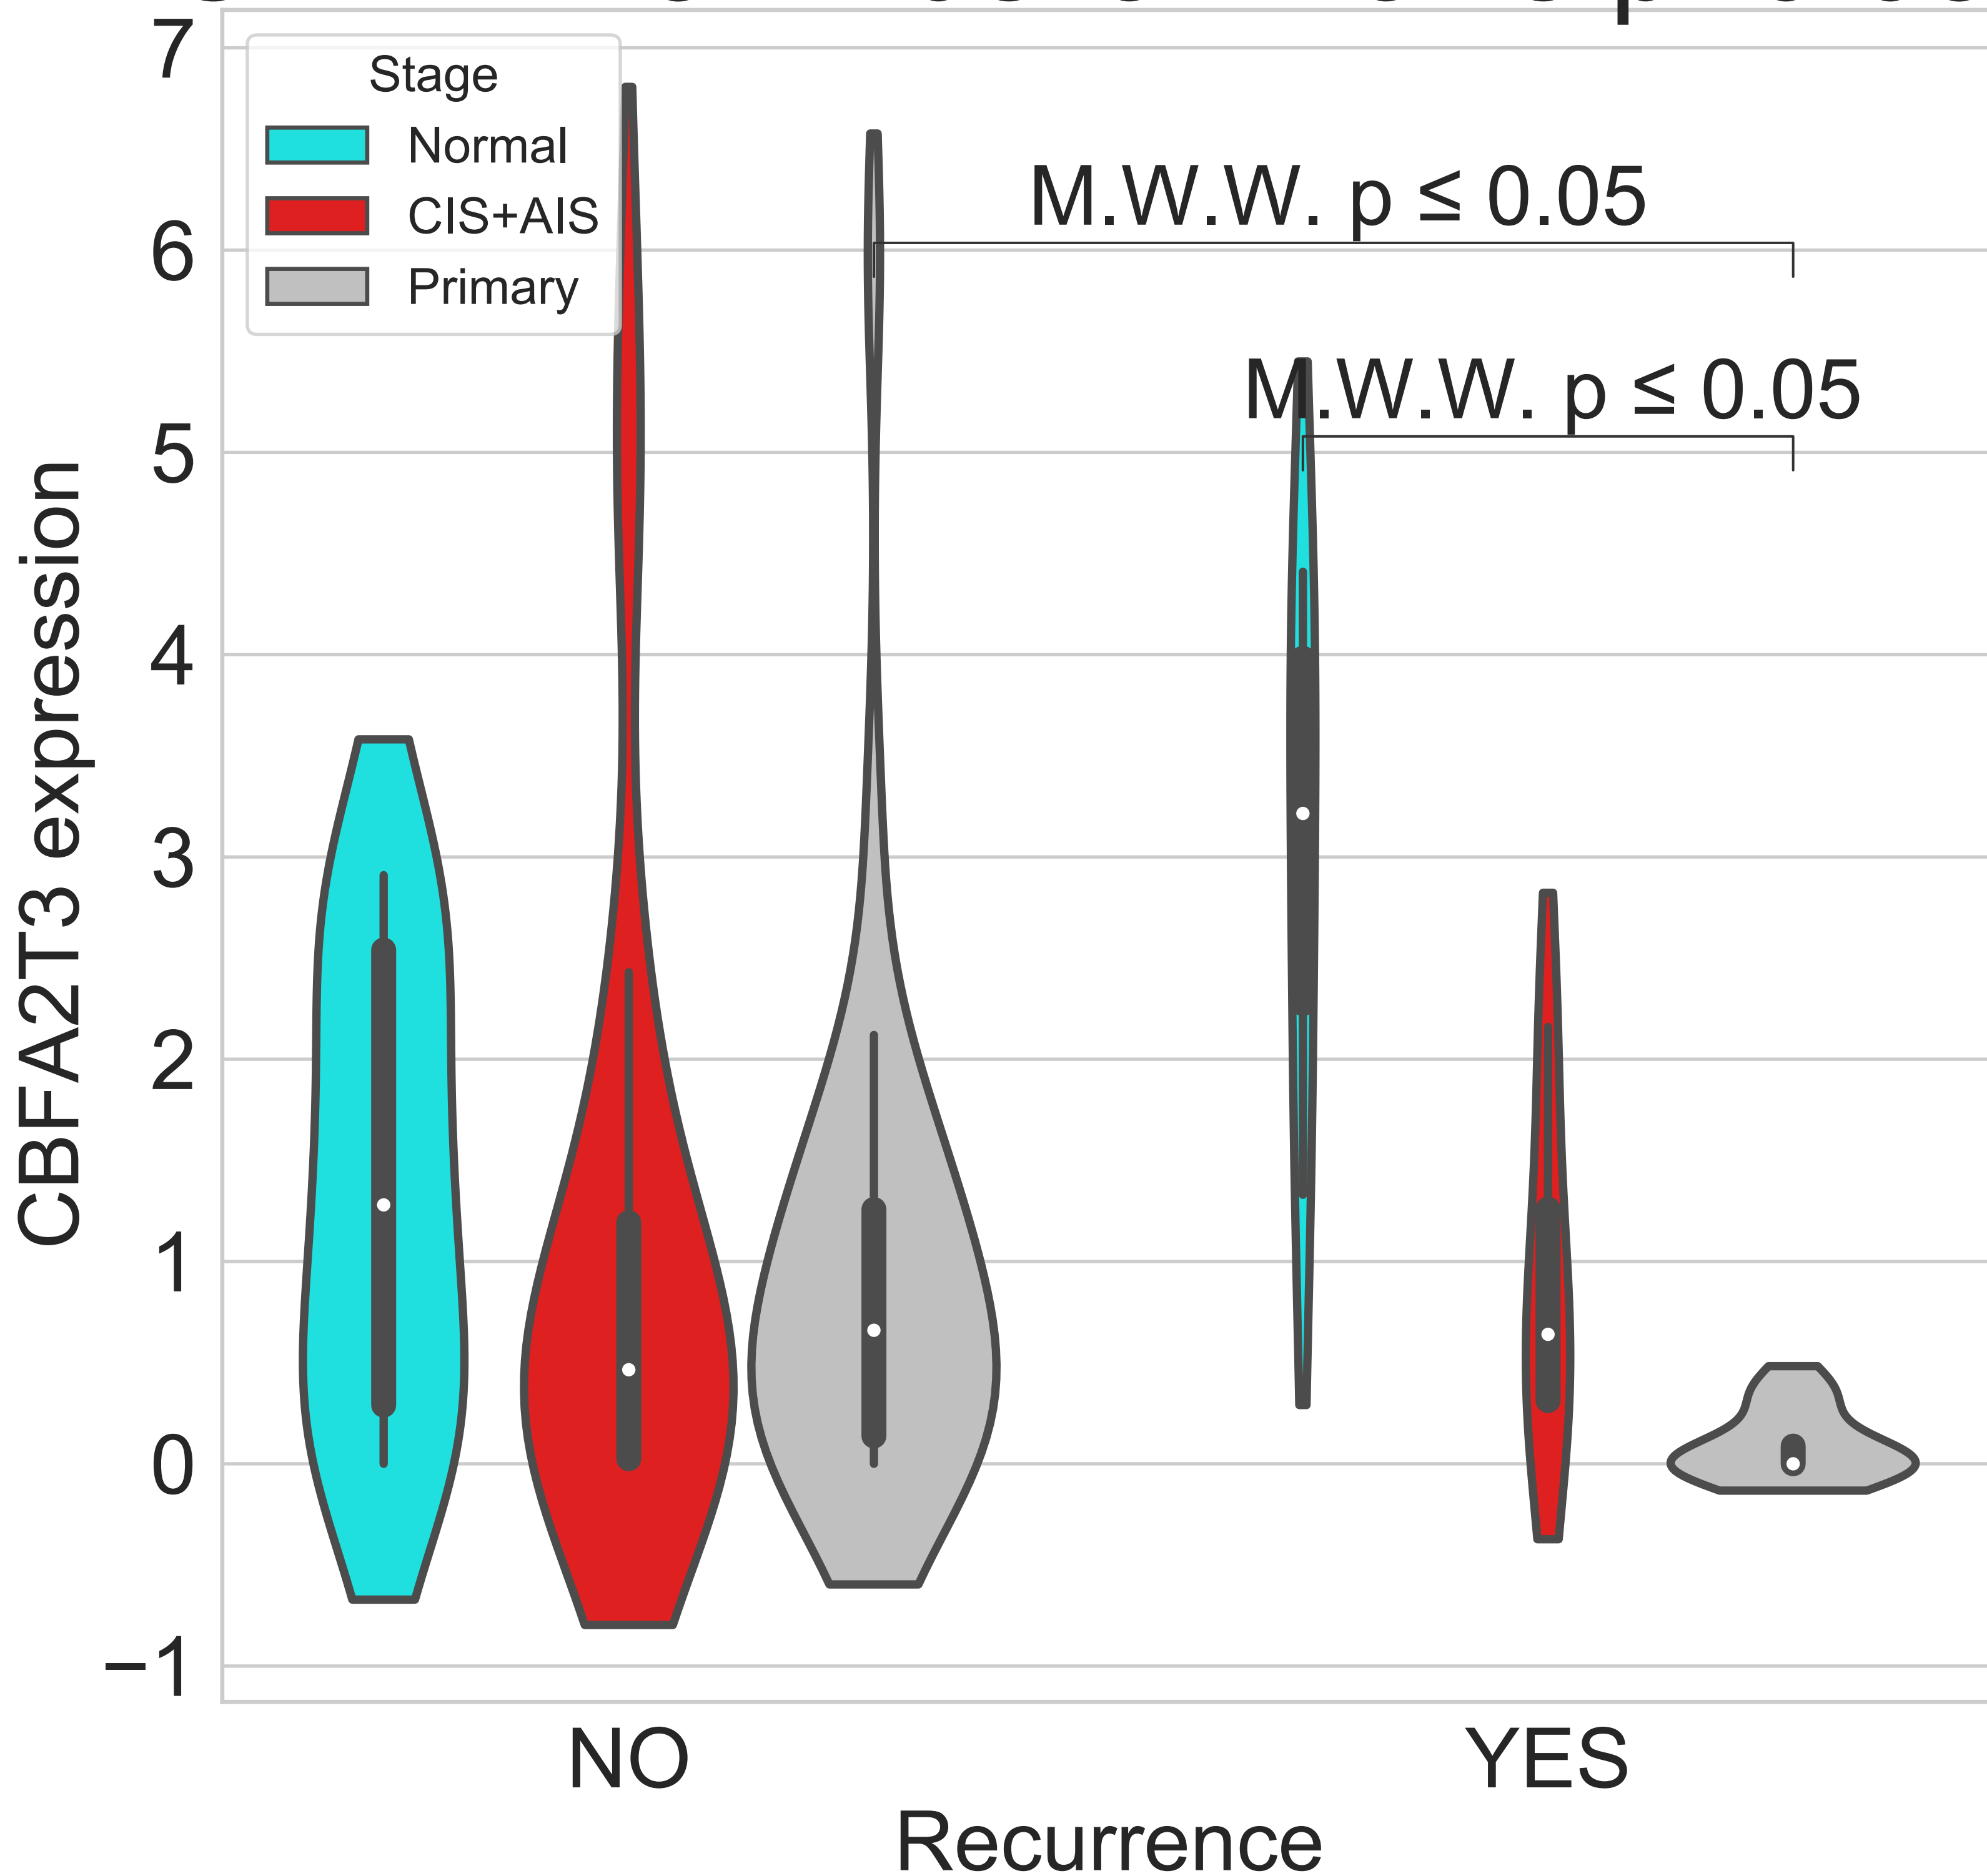 7
6
5
4
3
2
1
0
−1
CBFA2T3 expression
Stage
Normal
CIS+AIS
Primary
M.W.W. p ≤ 0.05
M.W.W. p ≤ 0.05
NO
YES
Recurrence